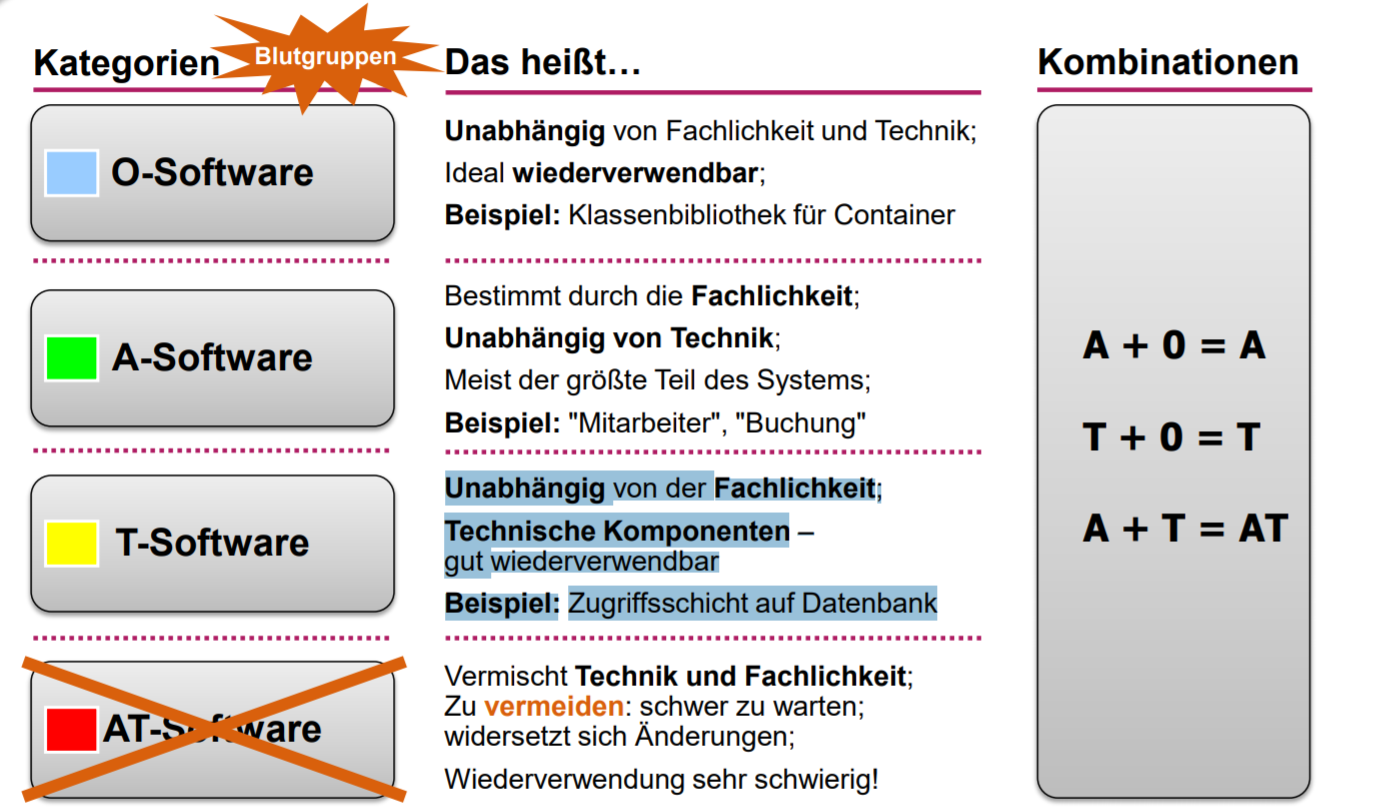 Kategorien
Blutgruppen
Das heißt…
Kombinationen
O-Software
Unabhängig von Fachlichkeit und Technik;
Ideal wiederverwendbar;
Beispiel: Klassenbibliothek für Container
A-Software
Bestimmt durch die Fachlichkeit;
Unabhängig von Technik;
Meist der größte Teil des Systems;
Beispiel: "Mitarbeiter", "Buchung"
T-Software
Unabhängig von der Fachlichkeit;
Technische Komponenten –
gut wiederverwendbar
Beispiel: Zugriffsschicht auf Datenbank
AT-Software
Vermischt Technik und Fachlichkeit;
Zu vermeiden: schwer zu warten;
widersetzt sich Änderungen;
Wiederverwendung sehr schwierig!
A + 0 = A
T + 0 = T
A + T = AT